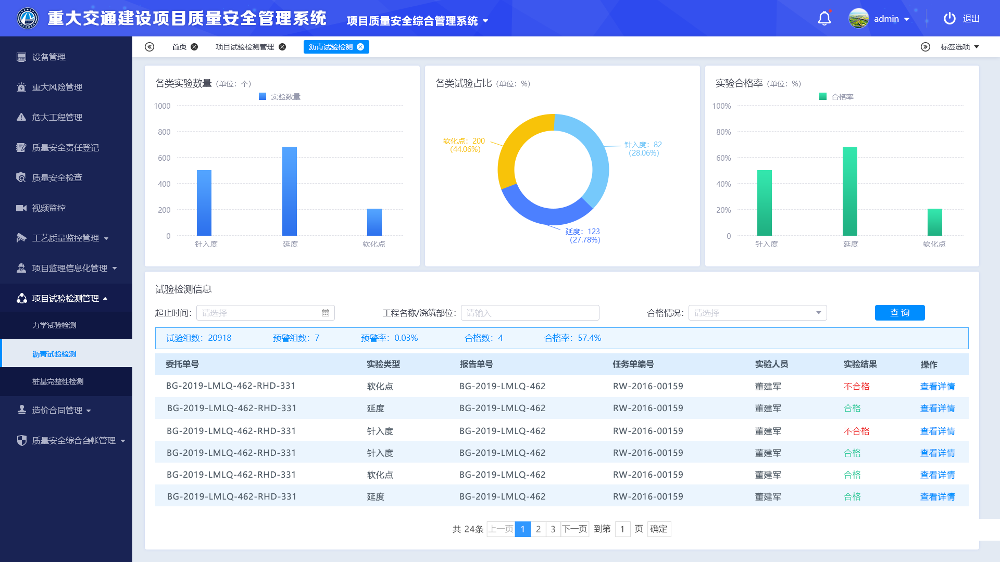 重大交通建设项目质量安全管理系统 项目质量安全综合管理系统 admin 退出
首页 项目试验检测管理 沥青试验检测 标签选项
设备管理
重大风险管理
危大工程管理
质量安全责任登记
质量安全检查
视频监控
工艺质量监控管理
项目监理信息化管理
项目试验检测管理
力学试验检测
沥青试验检测
桩基完整性检测
造价合同管理
质量安全综合台帐管理
各类实验数量（单位：个）
实验数量
1000
800
600
400
200
0
针入度 延度 软化点
各类试验占比（单位：%）
软化点：200
（44.06%）
针入度：82
（28.06%）
延度：123
（27.78%）
实验合格率（单位：%）
合格率
100%
80%
60%
40%
20%
0
针入度 延度 软化点
试验检测信息
起止时间： 请选择 工程名称/浇筑部位： 请输入 合格情况： 请选择 查 询
试验组数：20918 预警组数：7 预警率：0.03% 合格数：4 合格率：57.4%
委托单号 实验类型 报告单号 任务单编号 实验人员 实验结果 操作
BG-2019-LMLQ-462-RHD-331 软化点 BG-2019-LMLQ-462 RW-2016-00159 董建军 不合格 查看详情
BG-2019-LMLQ-462-RHD-331 延度 BG-2019-LMLQ-462 RW-2016-00159 董建军 合格 查看详情
BG-2019-LMLQ-462-RHD-331 针入度 BG-2019-LMLQ-462 RW-2016-00159 董建军 不合格 查看详情
BG-2019-LMLQ-462-RHD-331 针入度 BG-2019-LMLQ-462 RW-2016-00159 董建军 合格 查看详情
BG-2019-LMLQ-462-RHD-331 软化点 BG-2019-LMLQ-462 RW-2016-00159 董建军 合格 查看详情
BG-2019-LMLQ-462-RHD-331 延度 BG-2019-LMLQ-462 RW-2016-00159 董建军 合格 查看详情
共 24条 上一页 1 2 3 下一页 到第 1 页 确定